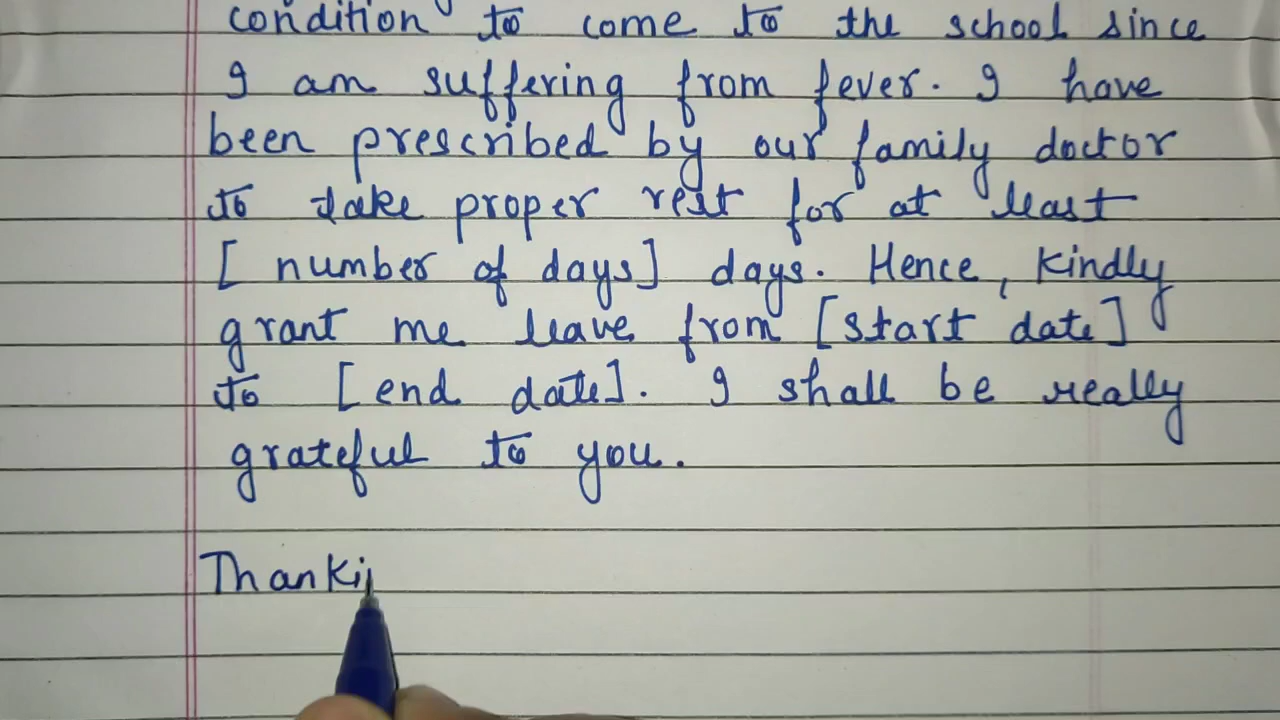 condition to come to the school since
I am suffering from fever. I have
been prescribed by our family doctor
to take proper rest for at least
[ number of days] days. Hence, kindly
grant me leave from [start date]
to [end date]. I shall be really
grateful to you.
Thanki